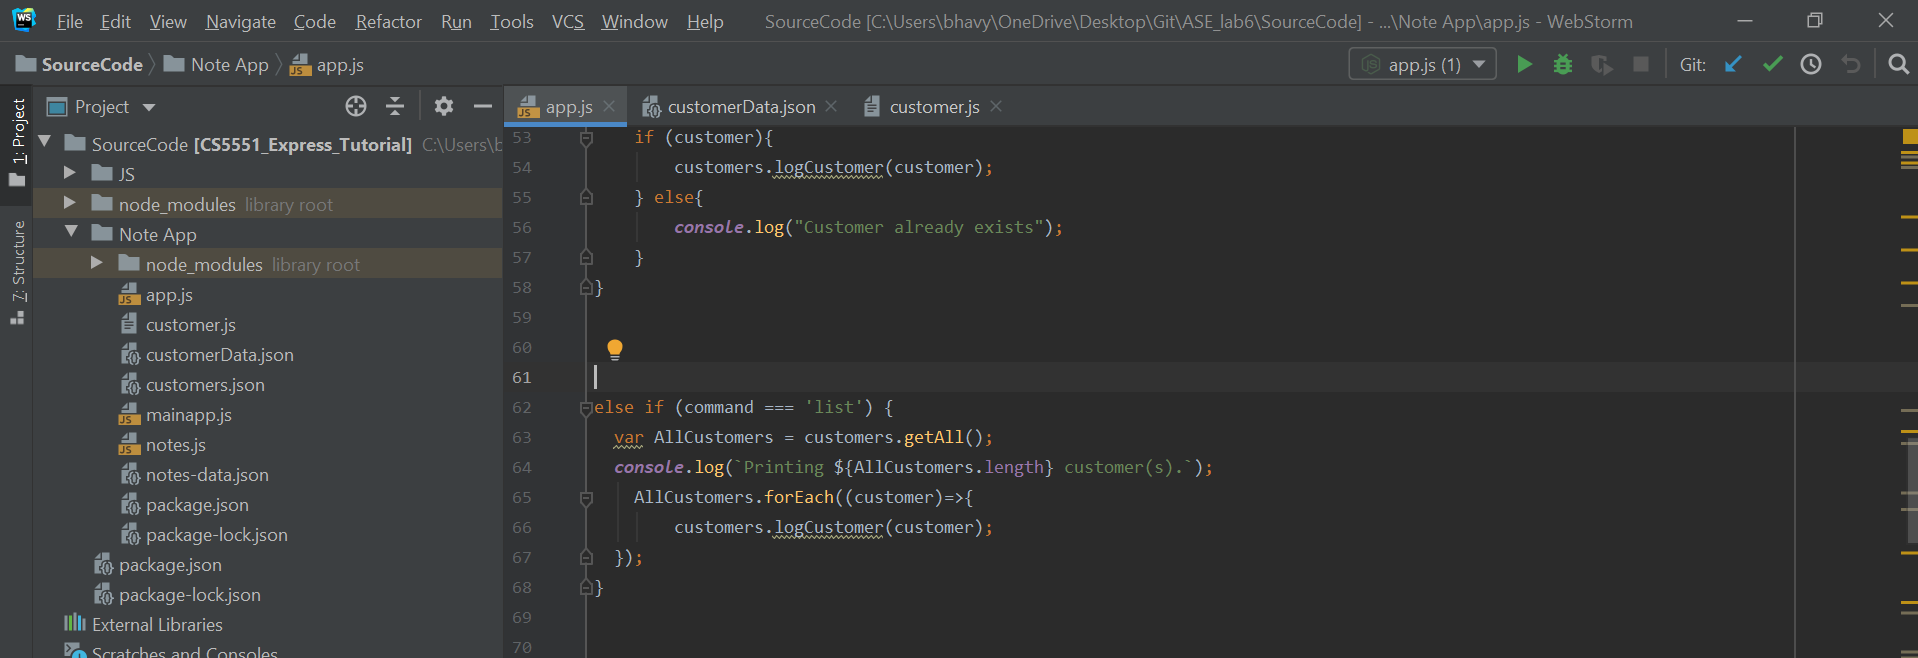 WS File Edit View Navigate Code Refactor Run Tools VCS Window Help SourceCode [C:\Users\bhavy\OneDrive\Desktop\Git\ASE_lab6\SourceCode] - ...\Note App\app.js - WebStorm
SourceCode Note App app.js app.js (1) Git:
1: Project
7: Structure
Project
SourceCode [CS5551_Express_Tutorial] C:\Users\b
JS
node_modules library root
Note App
node_modules library root
app.js
customer.js
customerData.json
customers.json
mainapp.js
notes.js
notes-data.json
package.json
package-lock.json
package.json
package-lock.json
External Libraries
Scratches and Consoles
app.js customerData.json customer.js
53 if (customer){
54 customers.logCustomer(customer);
55 } else{
56 console.log("Customer already exists");
57 }
58 }
59
60
61
62 else if (command === 'list') {
63 var AllCustomers = customers.getAll();
64 console.log(`Printing ${AllCustomers.length} customer(s).`);
65 AllCustomers.forEach((customer)=>{
66 customers.logCustomer(customer);
67 });
68 }
69
70